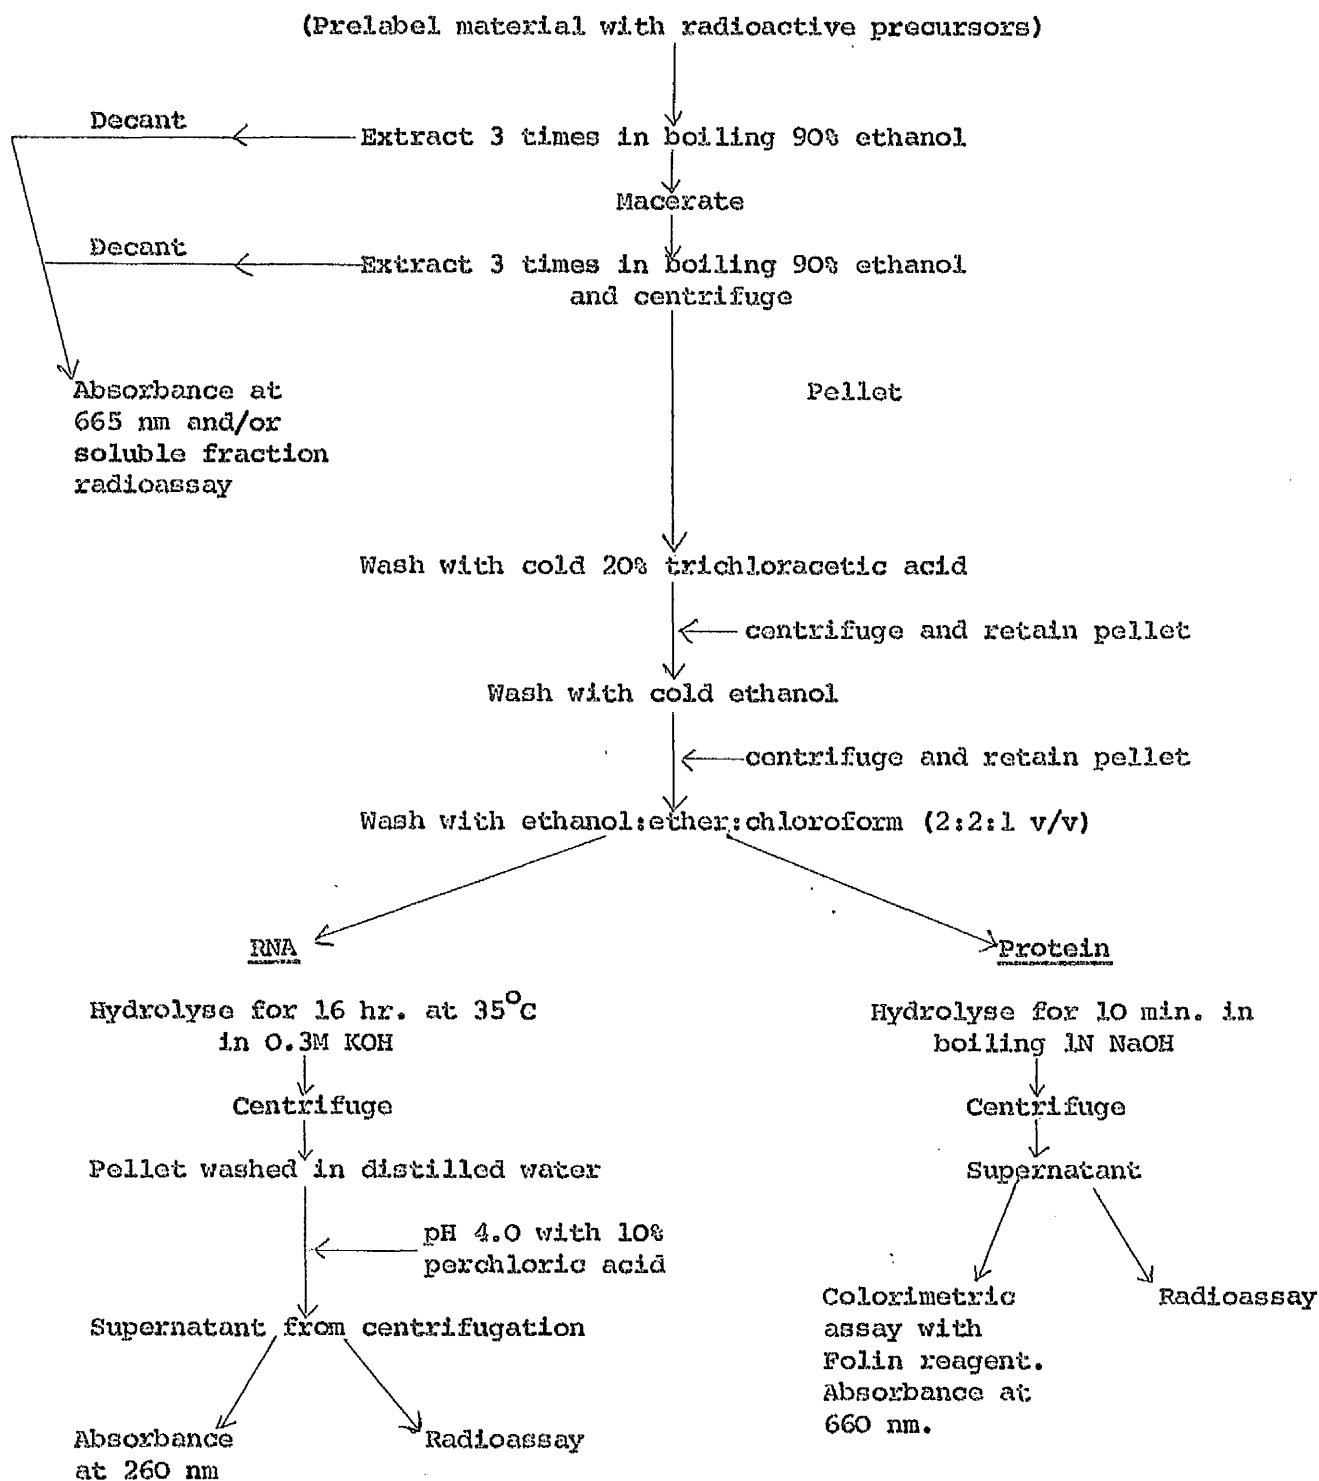 (Prelabel material with radioactive precursors)
Decant
Extract 3 times in boiling 90% ethanol
Macerate
Decant
Extract 3 times in boiling 90% ethanol
and centrifuge
Absorbance at
665 nm and/or
soluble fraction
radioassay
Pellet
Wash with cold 20% trichloracetic acid
centrifuge and retain pellet
Wash with cold ethanol
centrifuge and retain pellet
Wash with ethanol:ether:chloroform (2:2:1 v/v)
RNA
Hydrolyse for 16 hr. at 35°C
in 0.3M KOH
Centrifuge
Pellet washed in distilled water
pH 4.0 with 10%
perchloric acid
Supernatant from centrifugation
Absorbance
at 260 nm
Radioassay
Protein
Hydrolyse for 10 min. in
boiling 1N NaOH
Centrifuge
Supernatant
Colorimetric
assay with
Folin reagent.
Absorbance at
660 nm.
Radioassay